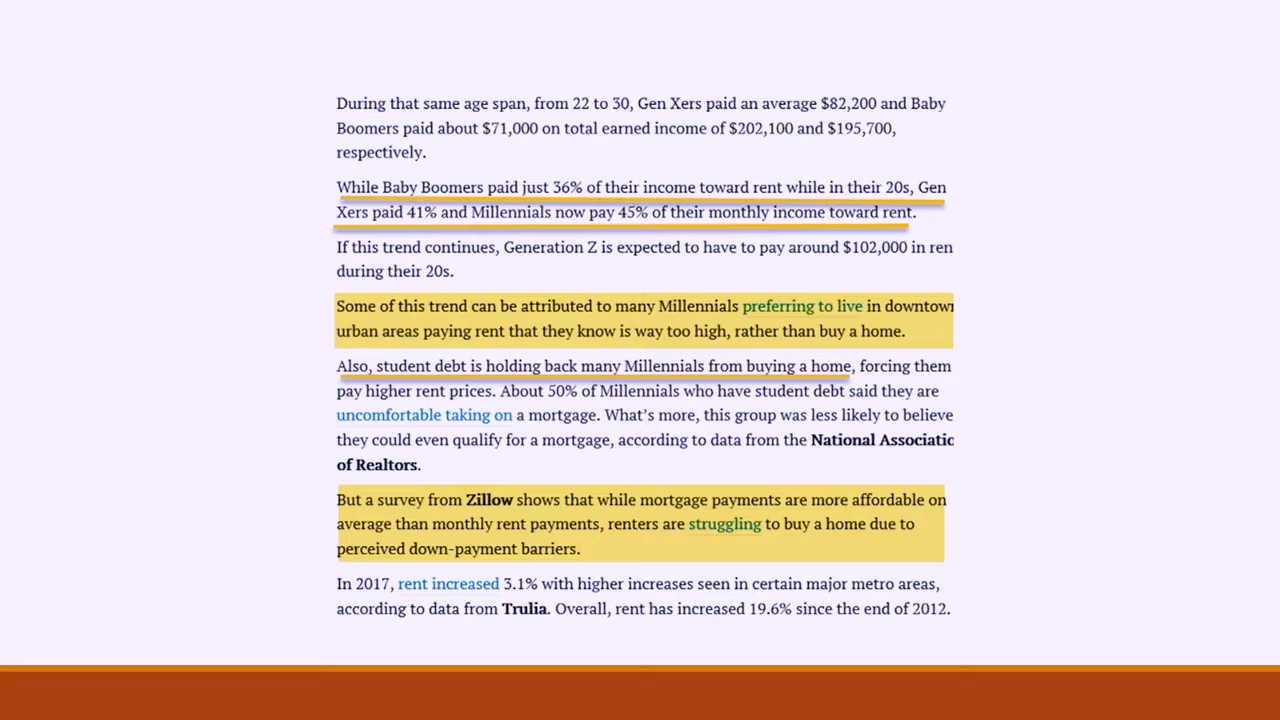 During that same age span, from 22 to 30, Gen Xers paid an average $82,200 and Baby
Boomers paid about $71,000 on total earned income of $202,100 and $195,700,
respectively.
While Baby Boomers paid just 36% of their income toward rent while in their 20s, Gen
Xers paid 41% and Millennials now pay 45% of their monthly income toward rent.
If this trend continues, Generation Z is expected to have to pay around $102,000 in ren
during their 20s.
Some of this trend can be attributed to many Millennials preferring to live in downtown
urban areas paying rent that they know is way too high, rather than buy a home.
Also, student debt is holding back many Millennials from buying a home, forcing them
pay higher rent prices. About 50% of Millennials who have student debt said they are
uncomfortable taking on a mortgage. What’s more, this group was less likely to believe
they could even qualify for a mortgage, according to data from the National Associatio
of Realtors.
But a survey from Zillow shows that while mortgage payments are more affordable on
average than monthly rent payments, renters are struggling to buy a home due to
perceived down-payment barriers.
In 2017, rent increased 3.1% with higher increases seen in certain major metro areas,
according to data from Trulia. Overall, rent has increased 19.6% since the end of 2012.